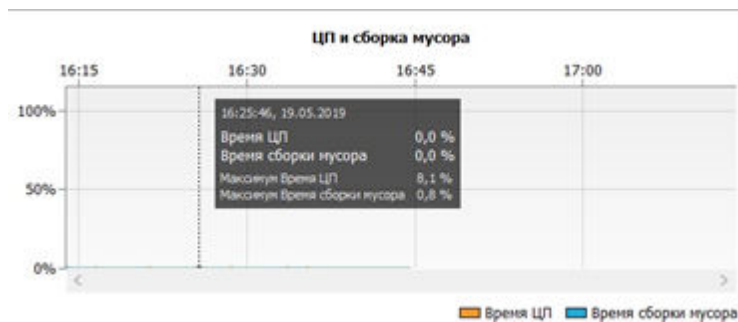 ЦП и сборка мусора
16:15 16:30 16:45 17:00
100%
16:25:46, 19.05.2019
Время ЦП 0,0 %
Время сборки мусора 0,0 %
Максимум Время ЦП 8,1 %
Максимум Время сборки мусора 0,8 %
50%
0%
Время ЦП Время сборки мусора